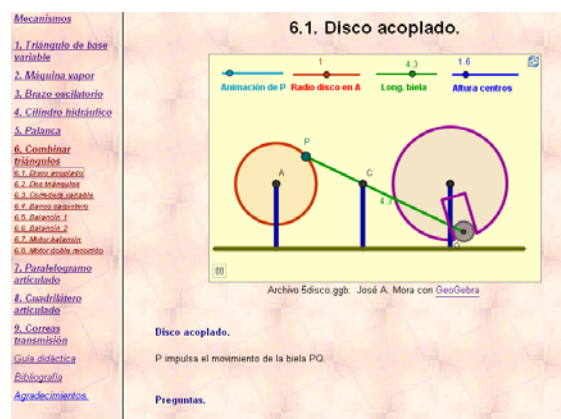 Mecanismos
1. Triángulo de base
variable
2. Máquina vapor
3. Brazo oscilatorio
4. Cilindro hidráulico
5. Palanca
6. Combinar
triángulos
6.1. Disco acoplado
6.2. Dos triángulos
6.3. Corredera variable
6.4. Barros saquitero
6.5. Balancín 1
6.6. Balancín 2
6.7. Motor balancín
6.8. Motor doble recorrido
7. Paralelogramo
articulado
8. Cuadrilátero
articulado
9. Correas
transmisión
Guía didáctica
Bibliografía
Agradecimientos.
6.1. Disco acoplado.
1
4.3
1.6
Animación de P
Radio disco en A
Long. biela
Altura centros
P
A
C
4.3
Q
Archivo 5disco.ggb. José A. Mora con GeoGebra
Disco acoplado.
P impulsa el movimiento de la biela PQ.
Preguntas.